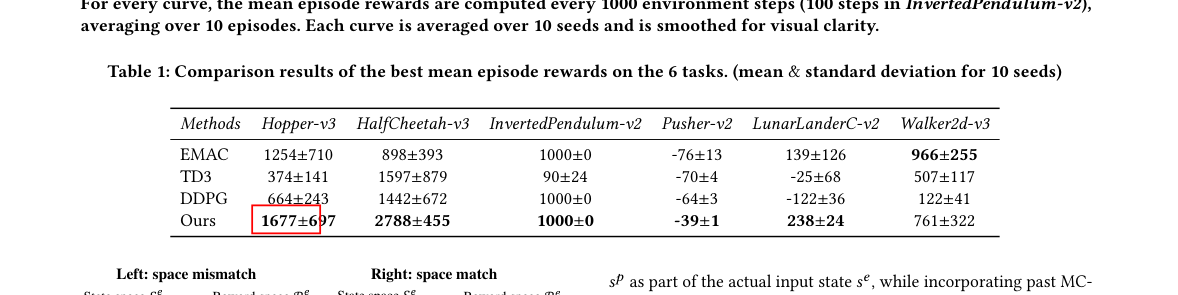 For every curve, the mean episode rewards are computed every 1000 environment steps (100 steps in InvertedPendulum-v2),
averaging over 10 episodes. Each curve is averaged over 10 seeds and is smoothed for visual clarity.
Table 1: Comparison results of the best mean episode rewards on the 6 tasks. (mean & standard deviation for 10 seeds)
Methods Hopper-v3 HalfCheetah-v3 InvertedPendulum-v2 Pusher-v2 LunarLanderC-v2 Walker2d-v3
EMAC 1254±710 898±393 1000±0 -76±13 139±126 966±255
TD3 374±141 1597±879 90±24 -70±4 -25±68 507±117
DDPG 664±243 1442±672 1000±0 -64±3 -122±36 122±41
Ours 1677±697 2788±455 1000±0 -39±1 238±24 761±322
Left: space mismatch Right: space match
s^p as part of the actual input state s^e, while incorporating past MC-